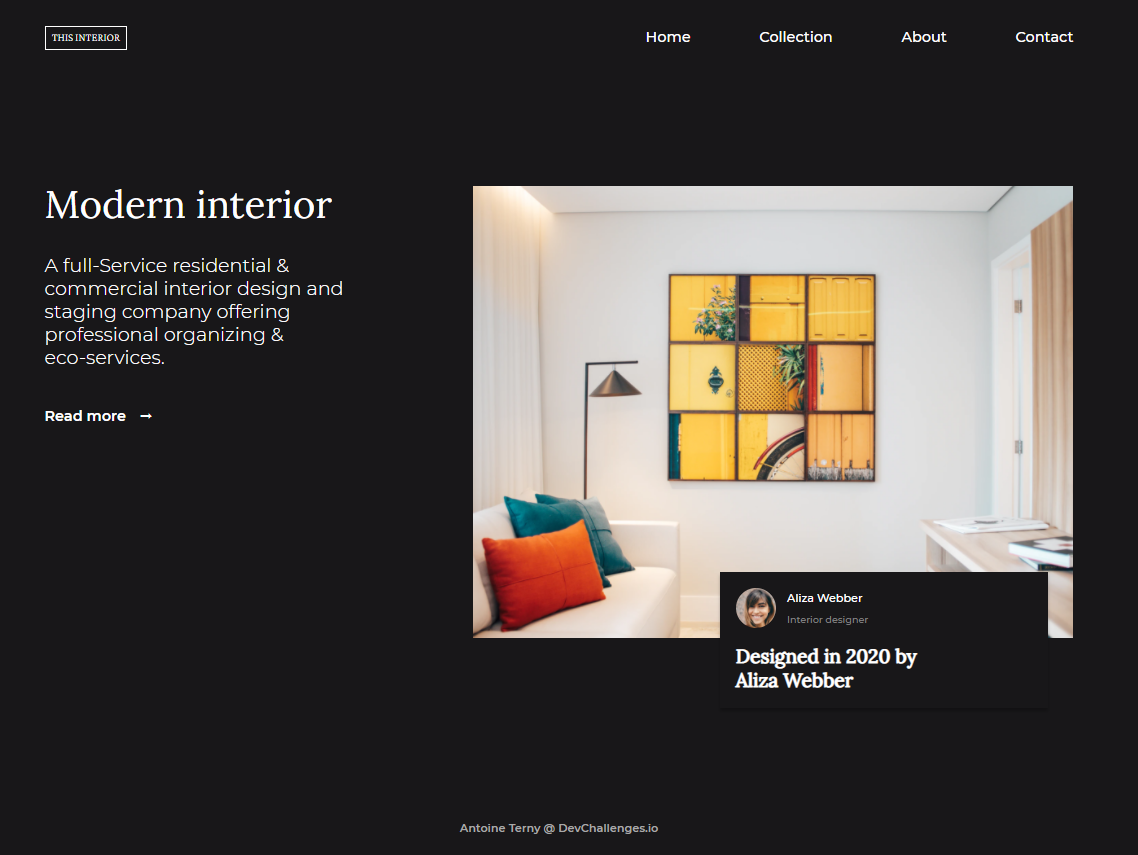 THIS INTERIOR
Home Collection About Contact
Modern interior
A full-Service residential &
commercial interior design and
staging company offering
professional organizing &
eco-services.
Read more →
Aliza Webber
Interior designer
Designed in 2020 by
Aliza Webber
Antoine Terny @ DevChallenges.io